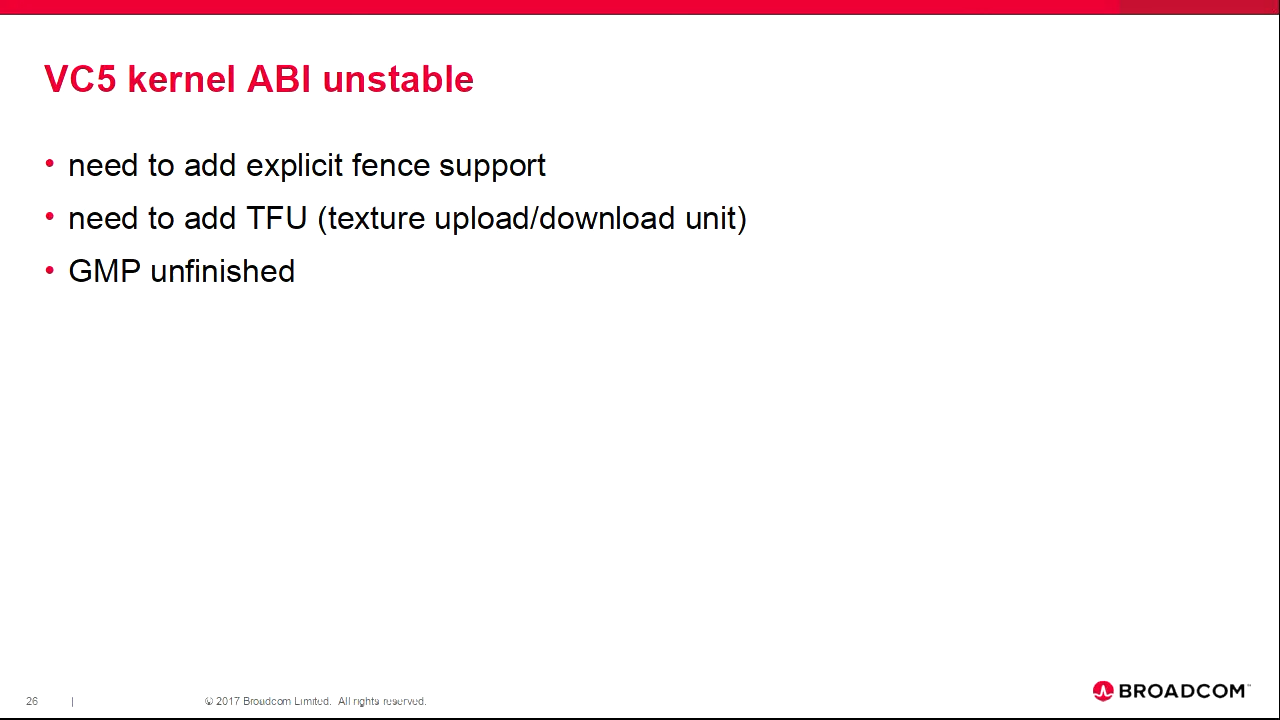 VC5 kernel ABI unstable
• need to add explicit fence support
• need to add TFU (texture upload/download unit)
• GMP unfinished
26 | © 2017 Broadcom Limited. All rights reserved.
BROADCOM™